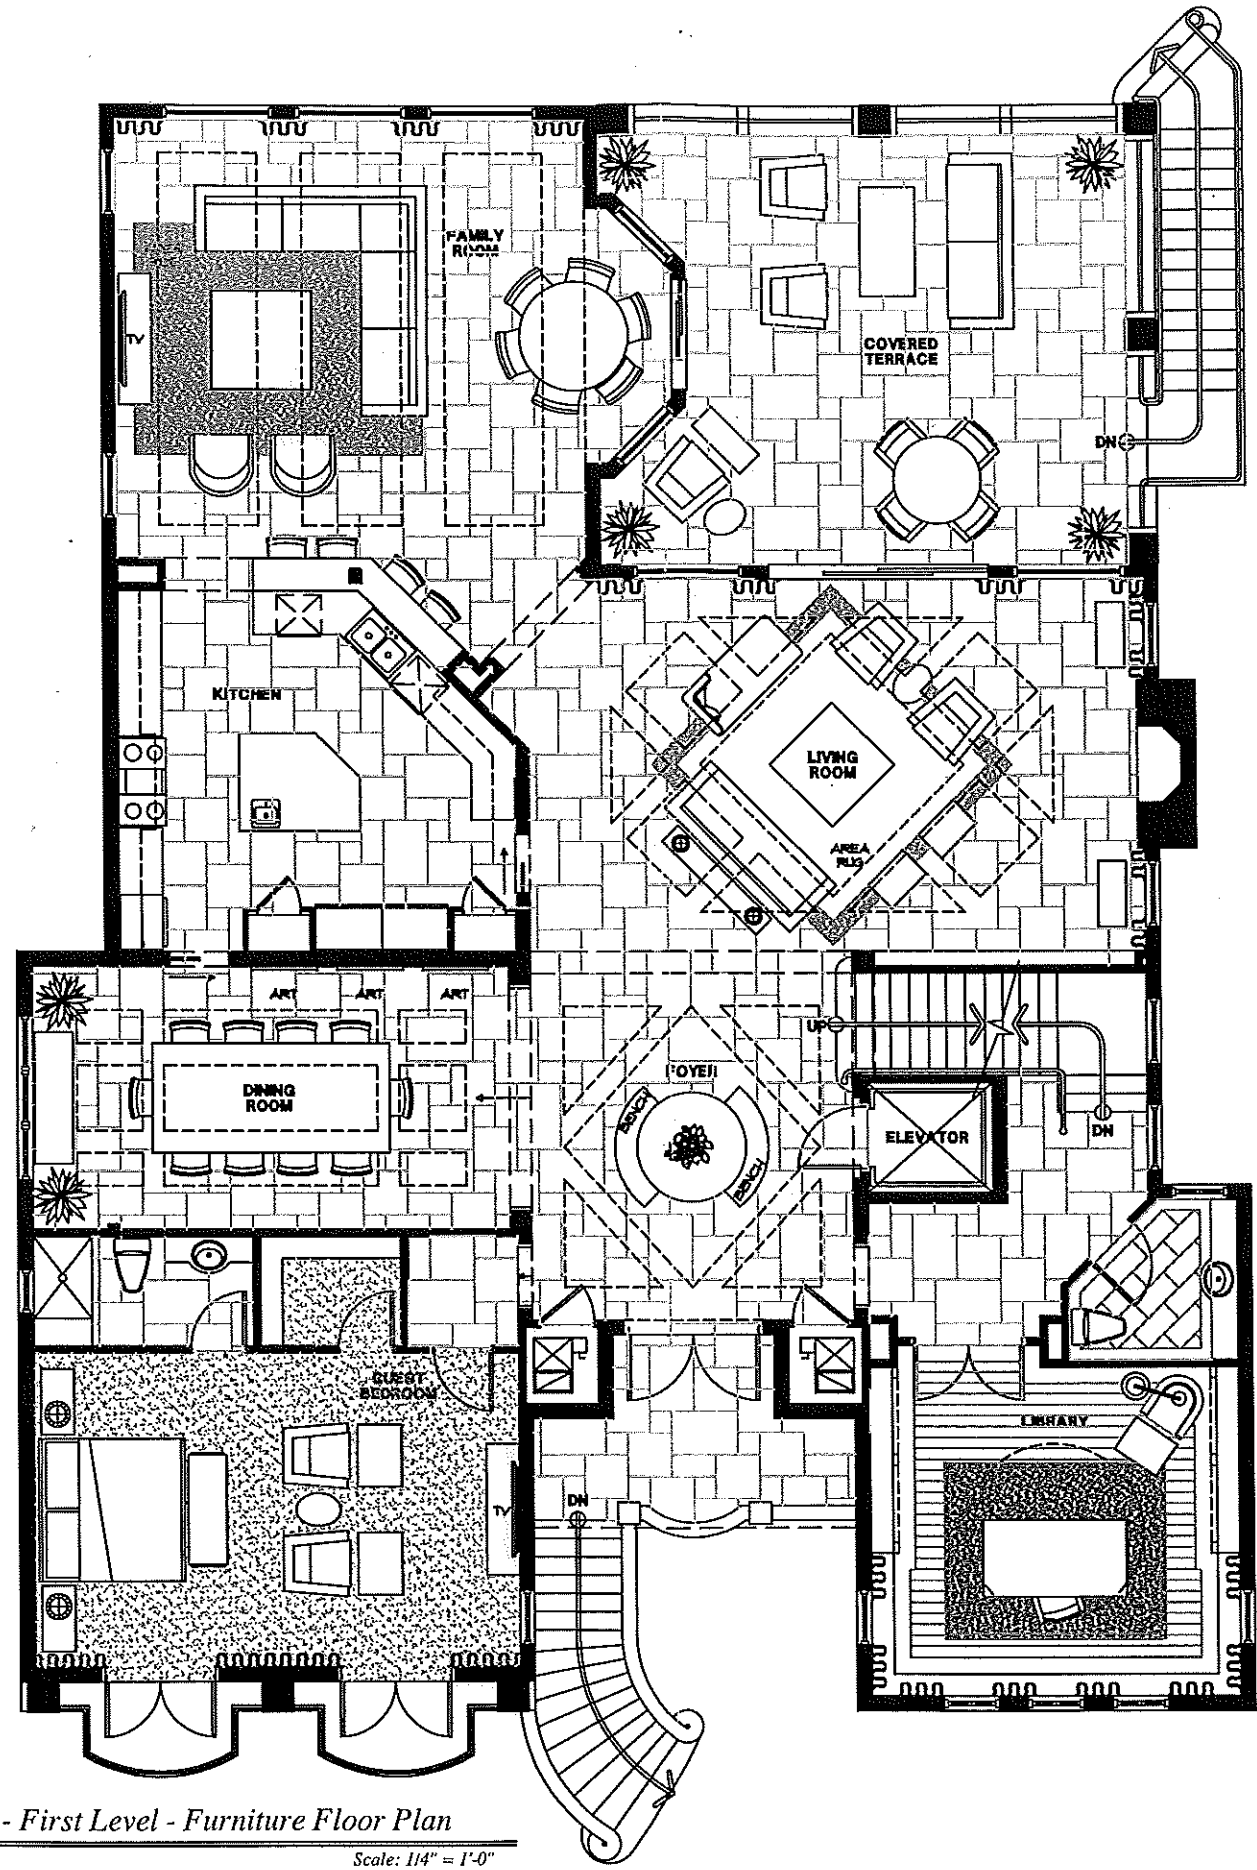 FAMILY
ROOM
TV
COVERED
TERRACE
DN
KITCHEN
LIVING
ROOM
AREA
RUG
ART
ART
ART
UP
FOYER
DINING
ROOM
BENCH
BENCH
ELEVATOR
DN
GUEST
BEDROOM
LIBRARY
DN
TV
- First Level - Furniture Floor Plan
Scale: 1/4" = 1'-0"